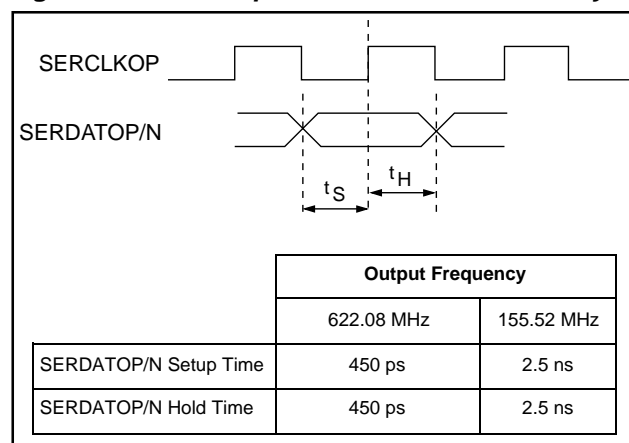 SERCLKOP
SERDATOP/N
tS
tH
Output Frequency
622.08 MHz 155.52 MHz
SERDATOP/N Setup Time 450 ps 2.5 ns
SERDATOP/N Hold Time 450 ps 2.5 ns